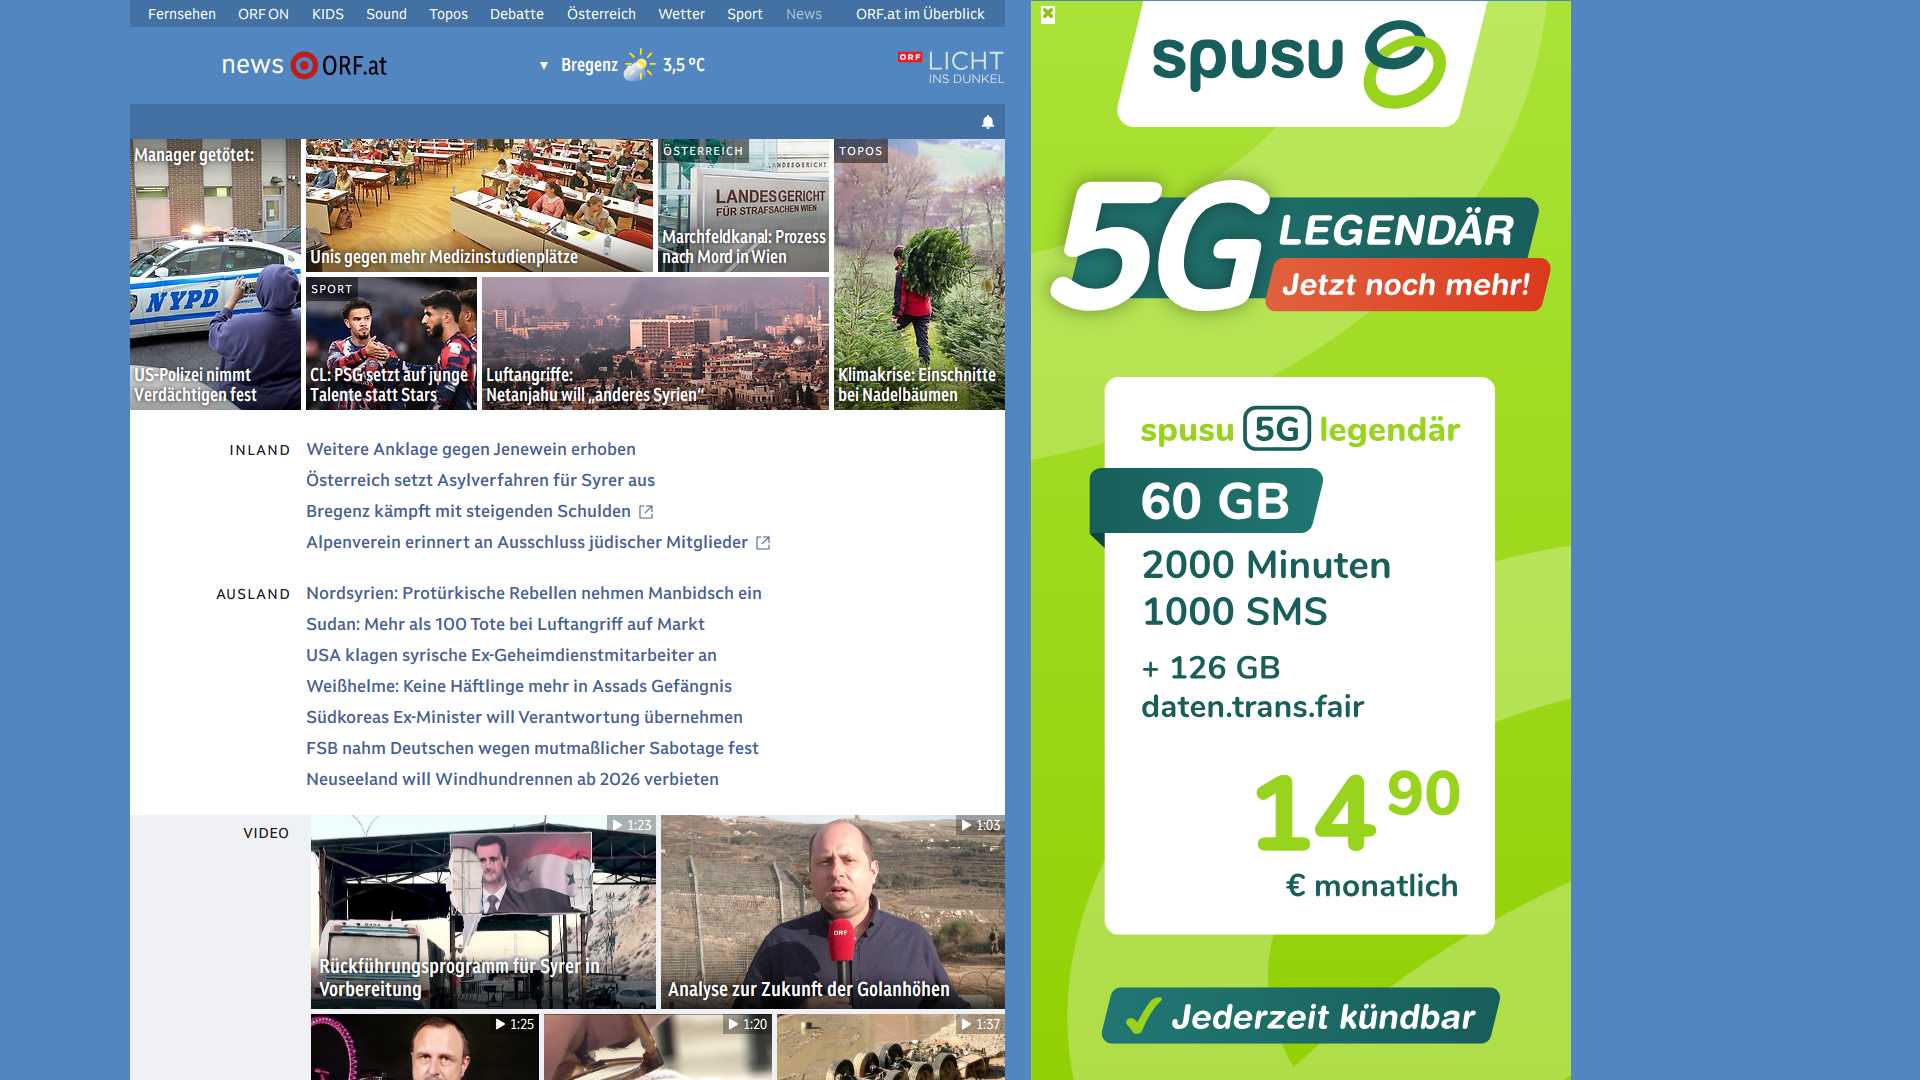 Fernsehen ORF ON KIDS Sound Topos Debatte Österreich Wetter Sport News ORF.at im Überblick
news ORF.at
Bregenz 3,5 °C
ORF LICHT
INS DUNKEL
Manager getötet:
NYPD
US-Polizei nimmt
Verdächtigen fest
Unis gegen mehr Medizinstudienplätze
ÖSTERREICH
LANDESGERICHT
LANDESGERICHT
FÜR STRAFSACHEN WIEN
Marchfeldkanal: Prozess
nach Mord in Wien
TOPOS
Klimakrise: Einschnitte
bei Nadelbäumen
SPORT
CL: PSG setzt auf junge
Talente statt Stars
Luftangriffe:
Netanjahu will „anderes Syrien“
INLAND
Weitere Anklage gegen Jenewein erhoben
Österreich setzt Asylverfahren für Syrer aus
Bregenz kämpft mit steigenden Schulden
Alpenverein erinnert an Ausschluss jüdischer Mitglieder
AUSLAND
Nordsyrien: Protürkische Rebellen nehmen Manbidsch ein
Sudan: Mehr als 100 Tote bei Luftangriff auf Markt
USA klagen syrische Ex-Geheimdienstmitarbeiter an
Weißhelme: Keine Häftlinge mehr in Assads Gefängnis
Südkoreas Ex-Minister will Verantwortung übernehmen
FSB nahm Deutschen wegen mutmaßlicher Sabotage fest
Neuseeland will Windhundrennen ab 2026 verbieten
VIDEO
1:23
Rückführungsprogramm für Syrer in
Vorbereitung
1:03
ORF
Analyse zur Zukunft der Golanhöhen
1:25
1:20
1:37
spusu
5G LEGENDÄR
Jetzt noch mehr!
spusu 5G legendär
60 GB
2000 Minuten
1000 SMS
+ 126 GB
daten.trans.fair
14 90
€ monatlich
Jederzeit kündbar